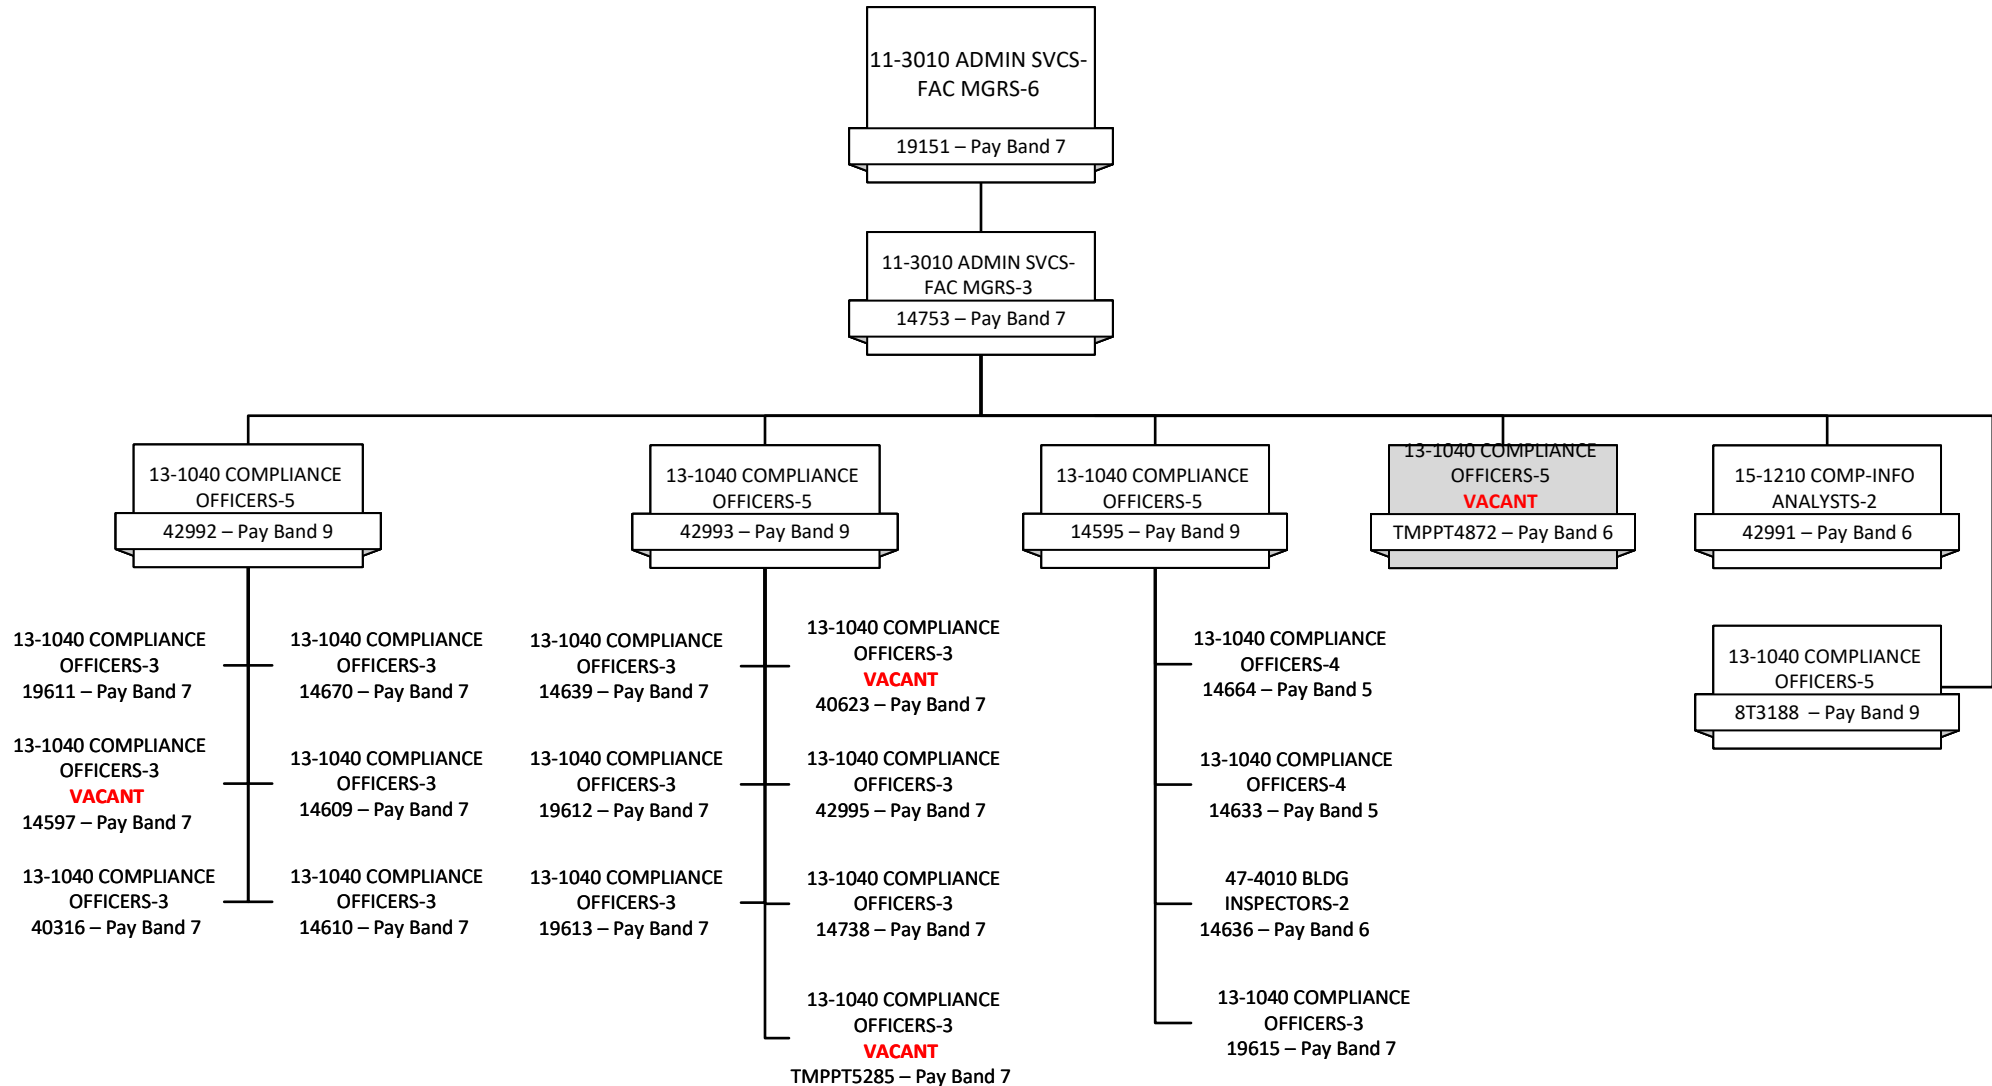 11-3010 ADMIN SVCS-
FAC MGRS-6
19151 – Pay Band 7
11-3010 ADMIN SVCS-
FAC MGRS-3
14753 – Pay Band 7
13-1040 COMPLIANCE
OFFICERS-5
42992 – Pay Band 9
13-1040 COMPLIANCE
OFFICERS-5
42993 – Pay Band 9
13-1040 COMPLIANCE
OFFICERS-5
14595 – Pay Band 9
13-1040 COMPLIANCE
OFFICERS-5
VACANT
TMPPT4872 – Pay Band 6
15-1210 COMP-INFO
ANALYSTS-2
42991 – Pay Band 6
13-1040 COMPLIANCE
OFFICERS-3
19611 – Pay Band 7
13-1040 COMPLIANCE
OFFICERS-3
14670 – Pay Band 7
13-1040 COMPLIANCE
OFFICERS-3
14639 – Pay Band 7
13-1040 COMPLIANCE
OFFICERS-3
VACANT
40623 – Pay Band 7
13-1040 COMPLIANCE
OFFICERS-4
14664 – Pay Band 5
13-1040 COMPLIANCE
OFFICERS-5
8T3188  – Pay Band 9
13-1040 COMPLIANCE
OFFICERS-3
VACANT
14597 – Pay Band 7
13-1040 COMPLIANCE
OFFICERS-3
14609 – Pay Band 7
13-1040 COMPLIANCE
OFFICERS-3
19612 – Pay Band 7
13-1040 COMPLIANCE
OFFICERS-3
42995 – Pay Band 7
13-1040 COMPLIANCE
OFFICERS-4
14633 – Pay Band 5
13-1040 COMPLIANCE
OFFICERS-3
40316 – Pay Band 7
13-1040 COMPLIANCE
OFFICERS-3
14610 – Pay Band 7
13-1040 COMPLIANCE
OFFICERS-3
19613 – Pay Band 7
13-1040 COMPLIANCE
OFFICERS-3
14738 – Pay Band 7
47-4010 BLDG
INSPECTORS-2
14636 – Pay Band 6
13-1040 COMPLIANCE
OFFICERS-3
VACANT
TMPPT5285 – Pay Band 7
13-1040 COMPLIANCE
OFFICERS-3
19615 – Pay Band 7